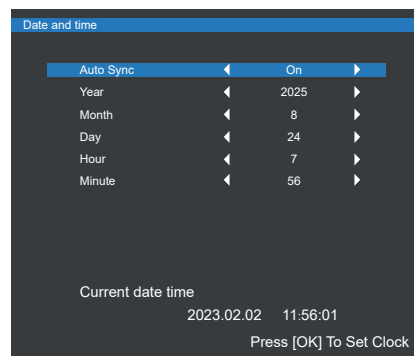 Date and time
Auto Sync On
Year 2025
Month 8
Day 24
Hour 7
Minute 56
Current date time
2023.02.02 11:56:01
Press [OK] To Set Clock